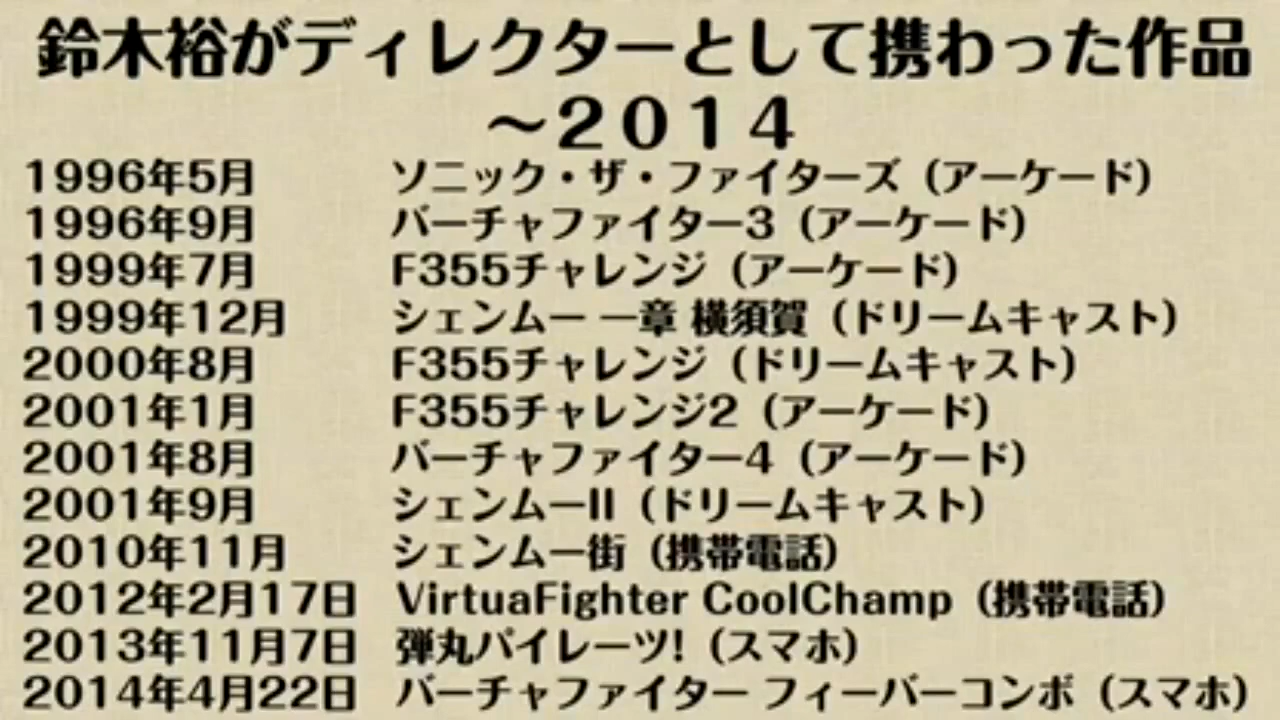 鈴木裕がディレクターとして携わった作品
～２０１４
1996年5月 ソニック・ザ・ファイターズ（アーケード）
1996年9月 バーチャファイター3（アーケード）
1999年7月 F355チャレンジ（アーケード）
1999年12月 シェンムー 一章 横須賀（ドリームキャスト）
2000年8月 F355チャレンジ（ドリームキャスト）
2001年1月 F355チャレンジ2（アーケード）
2001年8月 バーチャファイター4（アーケード）
2001年9月 シェンムーII（ドリームキャスト）
2010年11月 シェンムー街（携帯電話）
2012年2月17日 VirtuaFighter CoolChamp（携帯電話）
2013年11月7日 弾丸パイレーツ!（スマホ）
2014年4月22日 バーチャファイター フィーバーコンボ（スマホ）